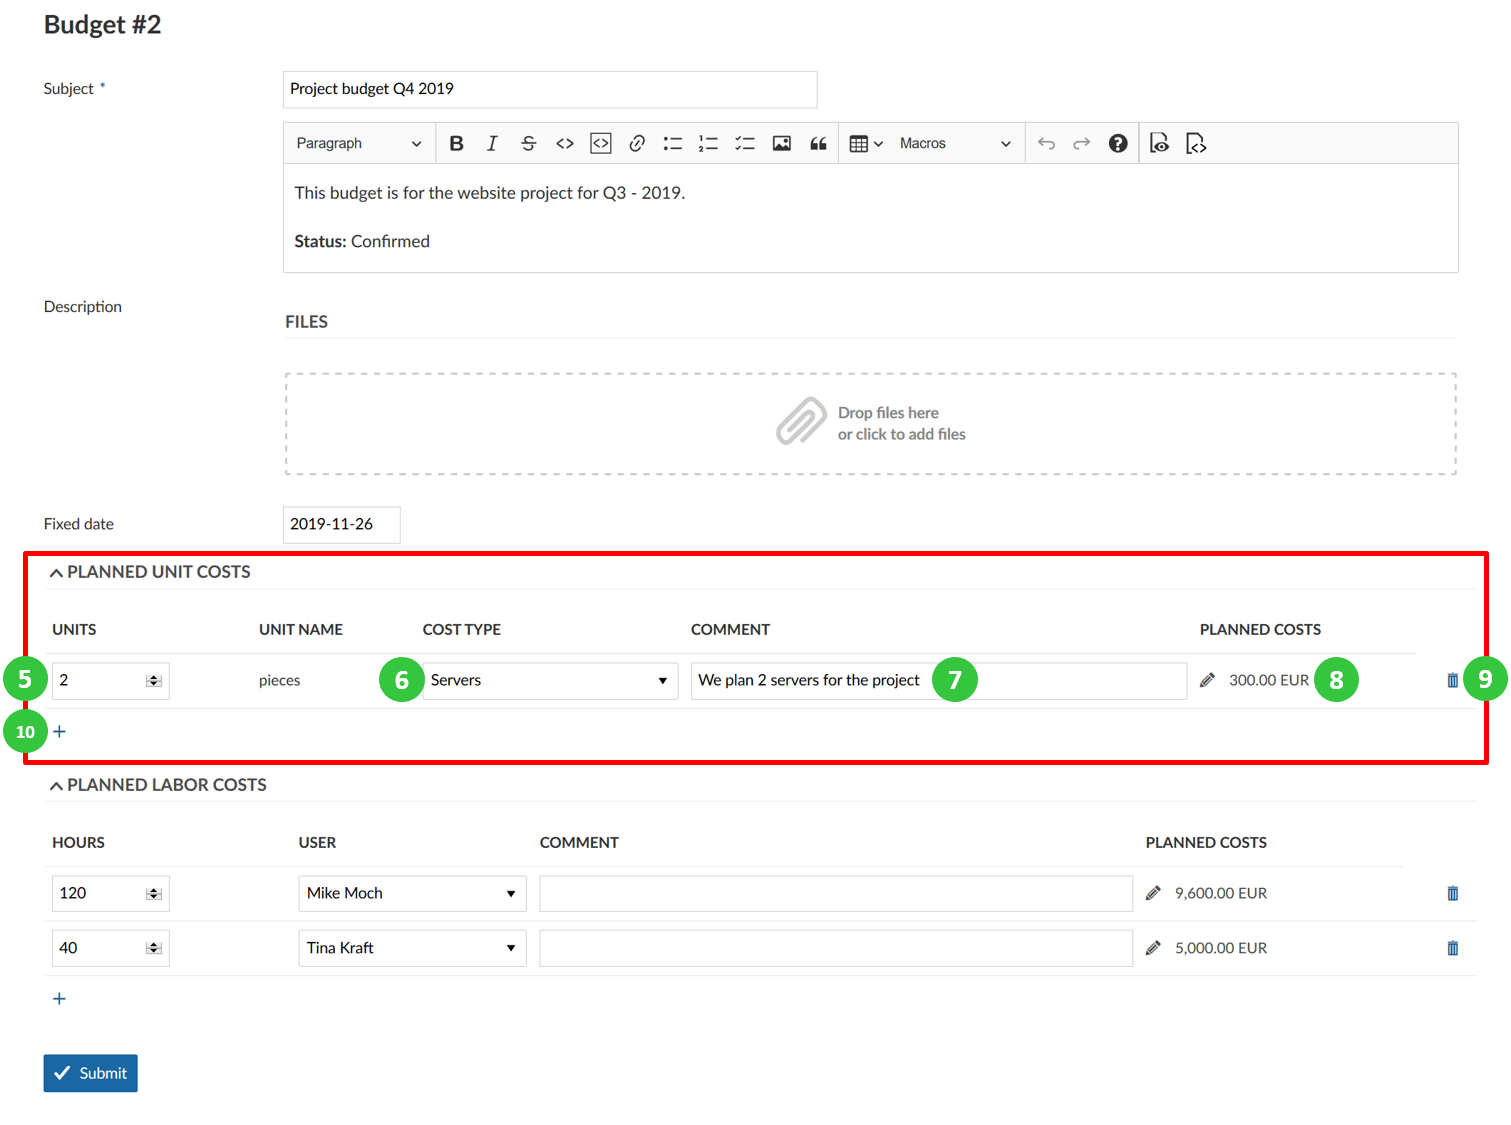 Budget #2
Subject *
Project budget Q4 2019
Paragraph
Macros
This budget is for the website project for Q3 - 2019.
Status: Confirmed
Description
FILES
Drop files here
or click to add files
Fixed date
2019-11-26
PLANNED UNIT COSTS
UNITS UNIT NAME COST TYPE COMMENT PLANNED COSTS
5 2 pieces 6 Servers We plan 2 servers for the project 7 300.00 EUR 8 9
10 +
PLANNED LABOR COSTS
HOURS USER COMMENT PLANNED COSTS
120 Mike Moch 9,600.00 EUR
40 Tina Kraft 5,000.00 EUR
+
Submit